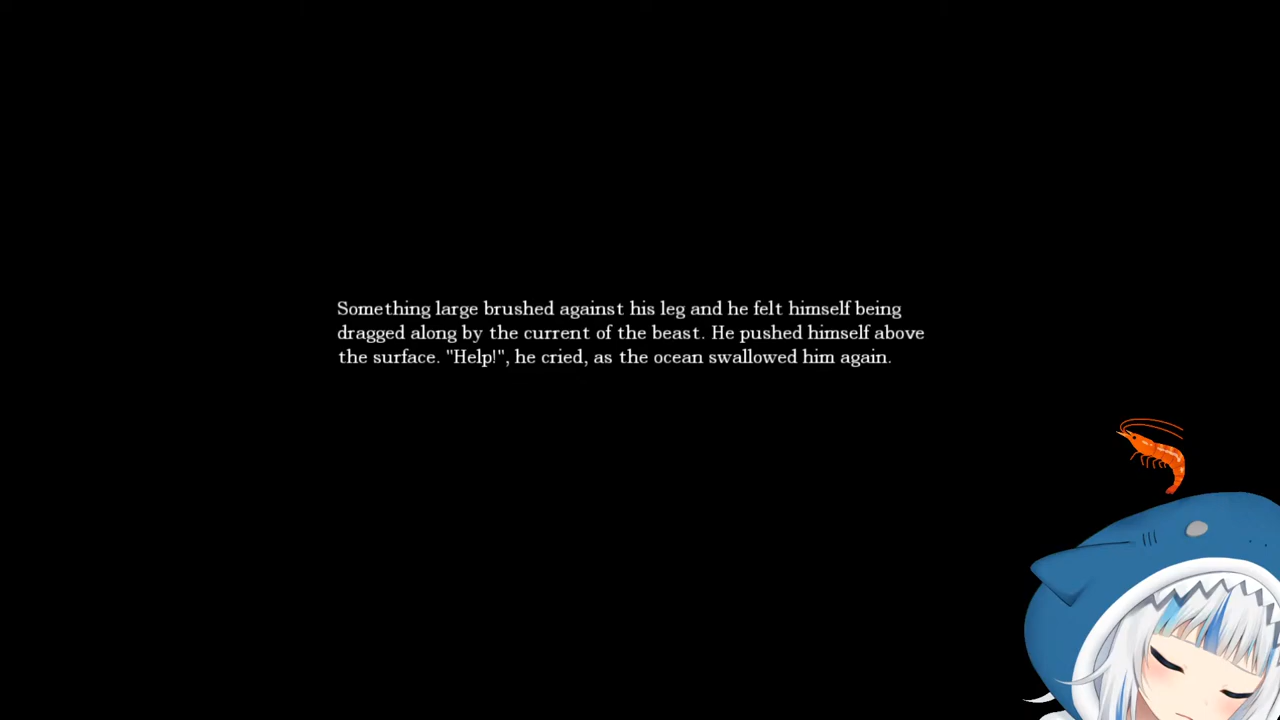 Something large brushed against his leg and he felt himself being
dragged along by the current of the beast. He pushed himself above
the surface. "Help!", he cried, as the ocean swallowed him again.